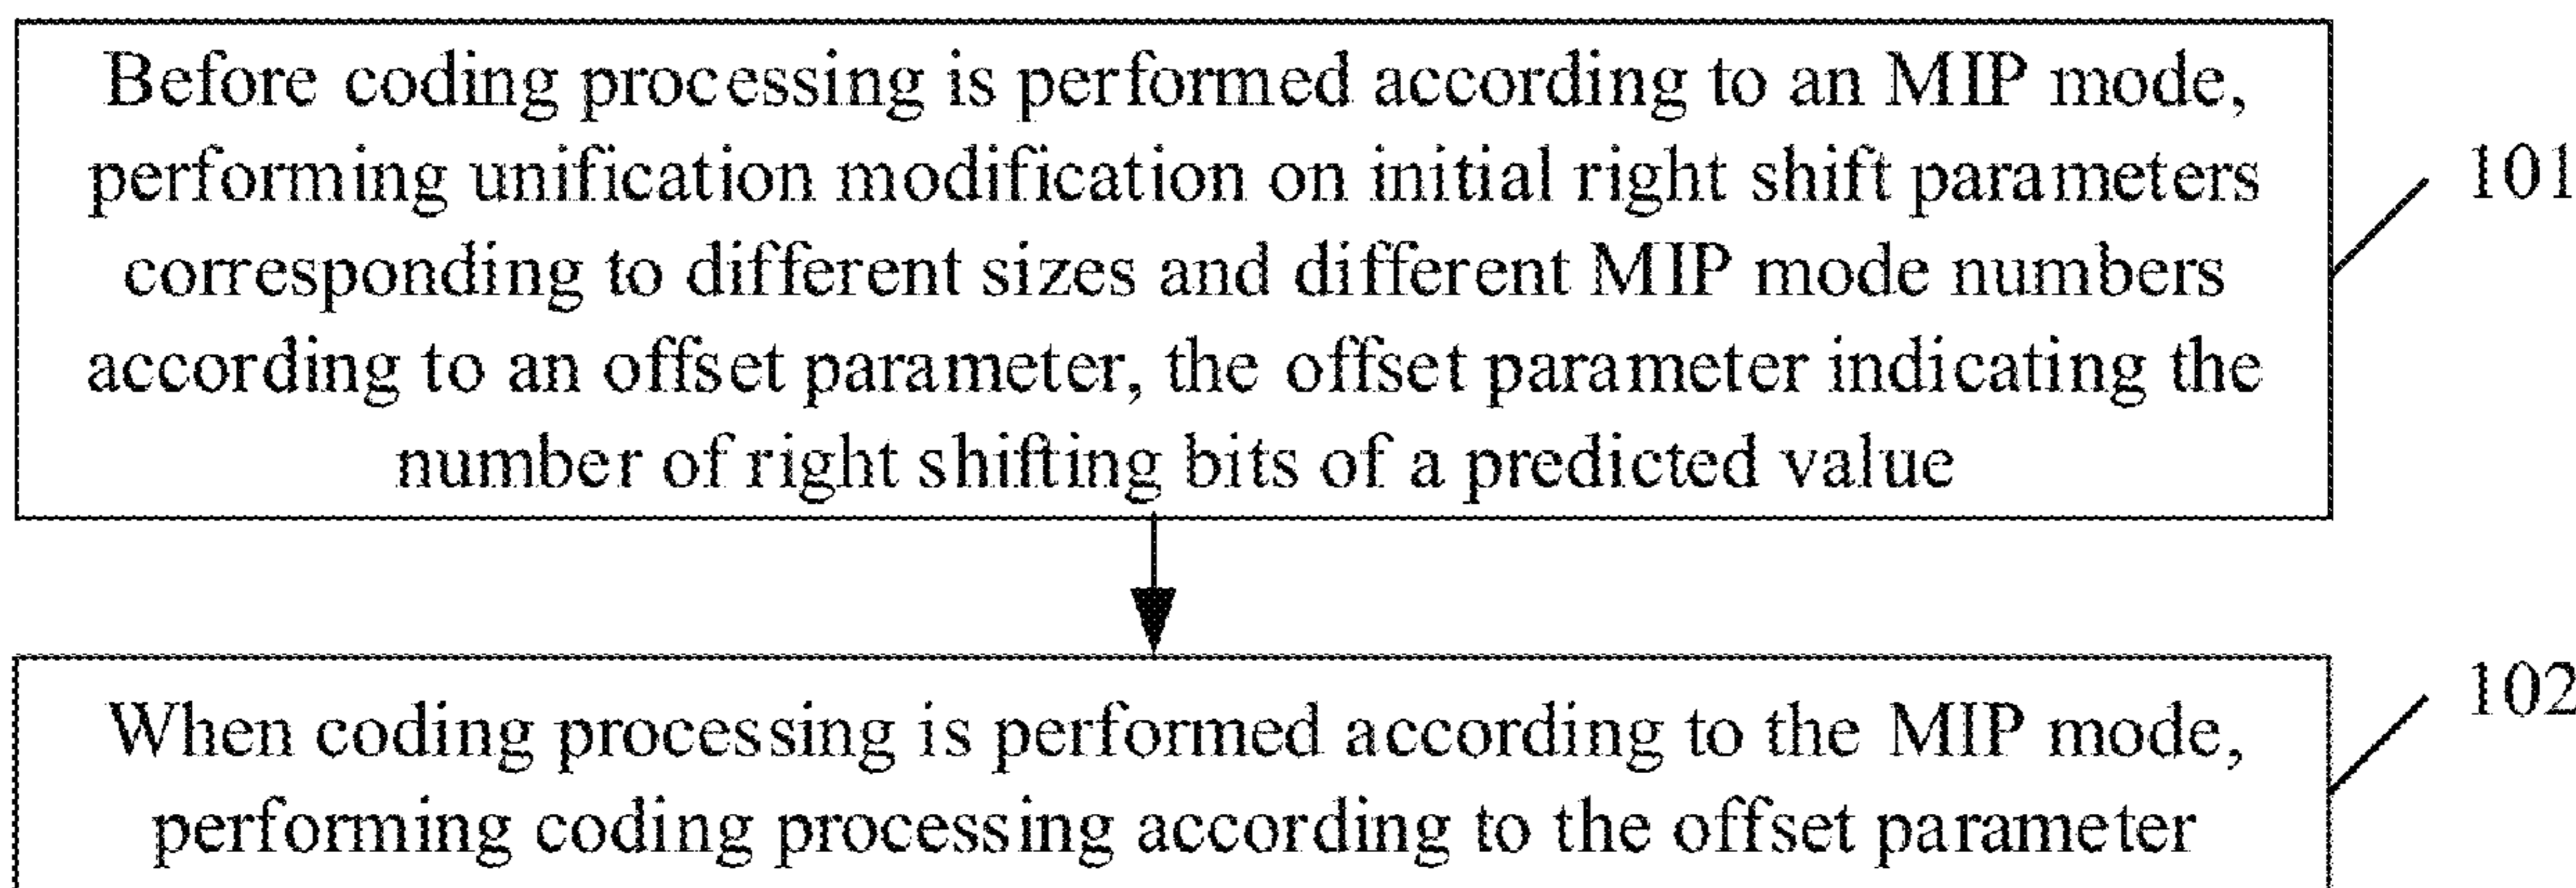 Before coding processing is performed according to an MIP mode,
performing unification modification on initial right shift parameters
101
corresponding to different sizes and different MIP mode numbers
according to an offset parameter, the offset parameter indicating the
number of right shifting bits of a predicted value
102
When coding processing is performed according to the MIP mode,
performing coding processing according to the offset parameter